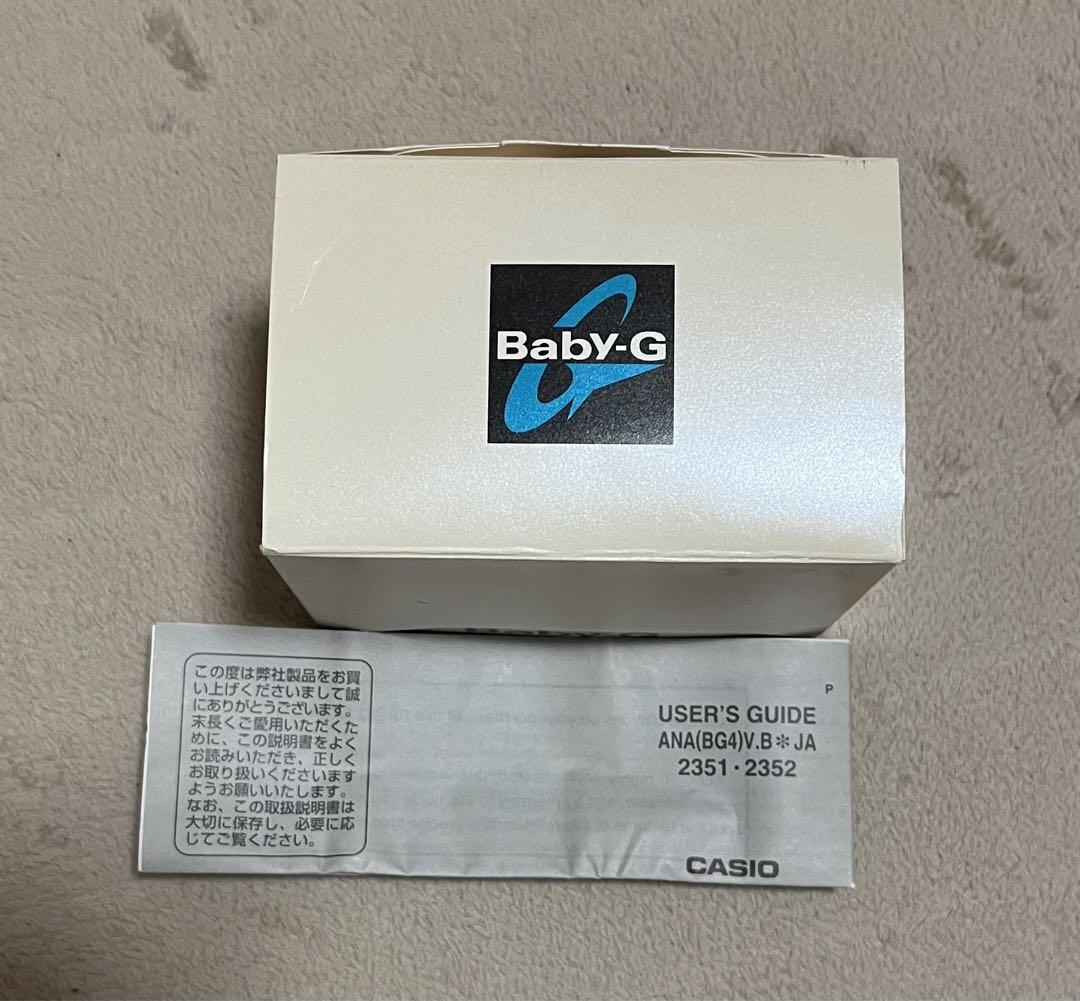 Baby-G
この度は弊社製品をお買
い上げくださいまして誠
にありがとうございます。
末長くご愛用いただくた
めに、この説明書をよく
お読みいただき、正しく
お取り扱いくださいます
ようお願いいたします。
なお、この取扱説明書は
大切に保存し、必要に応
じてご覧ください。
P
USER'S GUIDE
ANA(BG4)V.B＊JA
2351・2352
CASIO